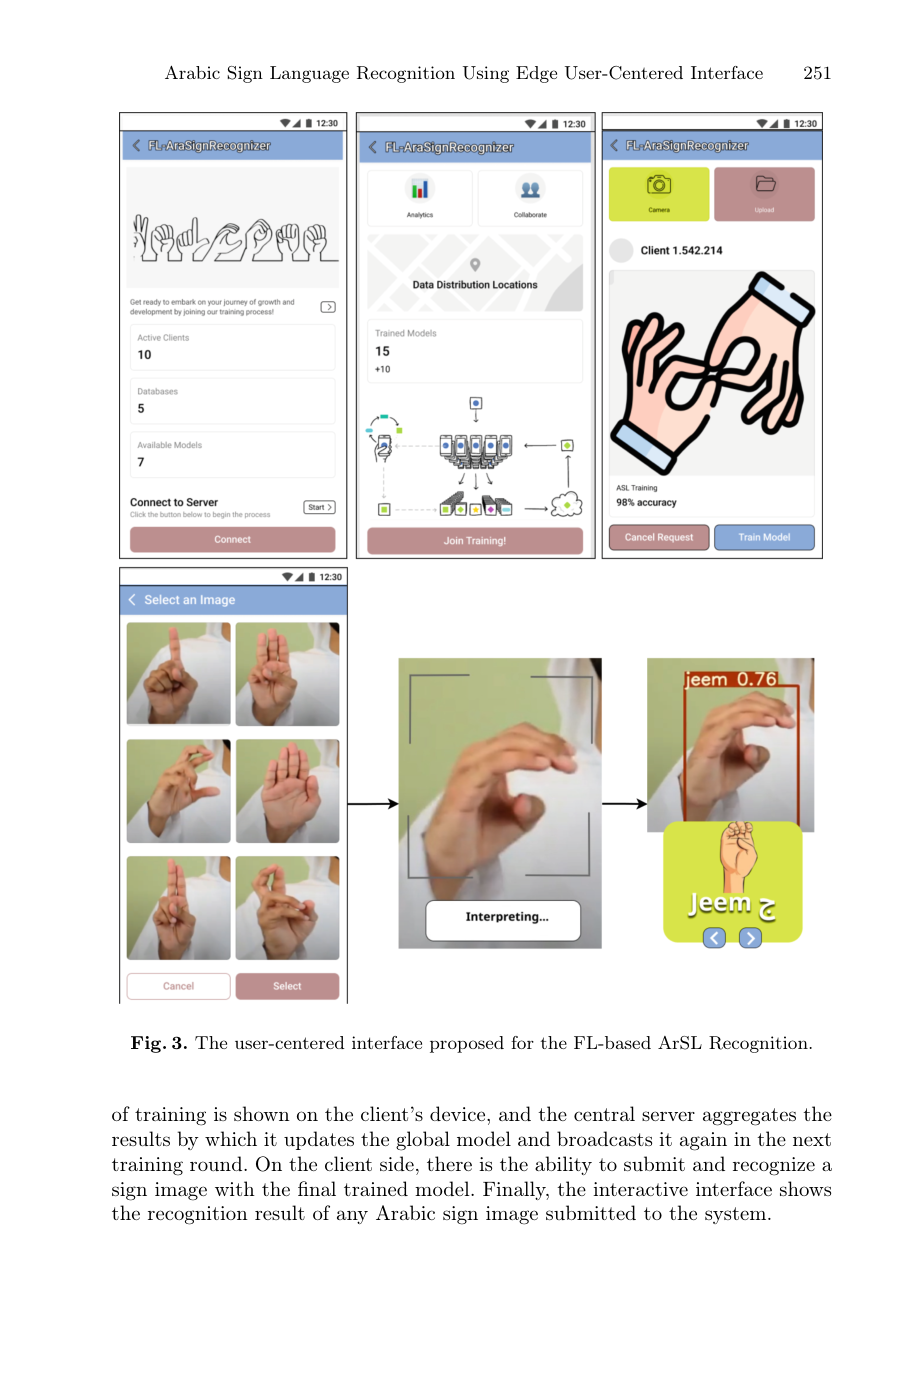 Arabic Sign Language Recognition Using Edge User-Centered Interface 251
12:30
FL-AraSignRecognizer
Get ready to embark on your journey of growth and
development by joining our training process!
Active Clients
10
Databases
5
Available Models
7
Connect to Server
Click the button below to begin the process
Start >
Connect
12:30
FL-AraSignRecognizer
Analytics
Collaborate
Data Distribution Locations
Trained Models
15
+10
Join Training!
12:30
FL-AraSignRecognizer
Camera
Upload
Client 1.542.214
ASL Training
98% accuracy
Cancel Request
Train Model
12:30
Select an Image
Cancel
Select
Interpreting...
jeem 0.76
Jeem ج
Fig. 3. The user-centered interface proposed for the FL-based ArSL Recognition.
of training is shown on the client's device, and the central server aggregates the
results by which it updates the global model and broadcasts it again in the next
training round. On the client side, there is the ability to submit and recognize a
sign image with the final trained model. Finally, the interactive interface shows
the recognition result of any Arabic sign image submitted to the system.